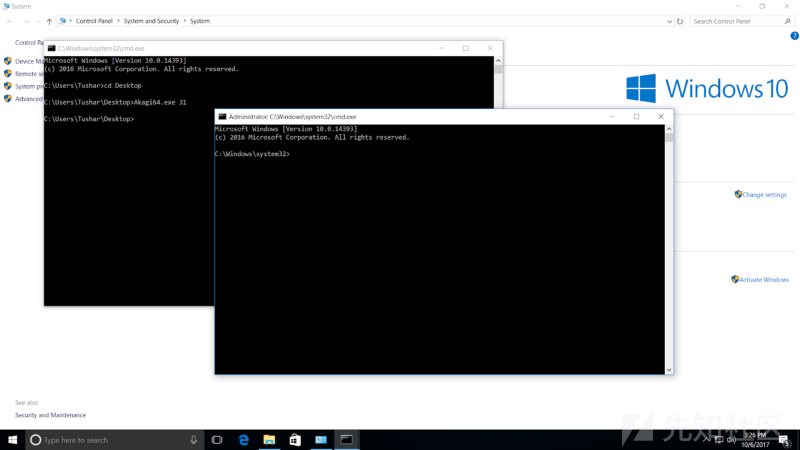 System
Control Panel > System and Security > System
Search Control Panel
Control Pa
Device Ma
Remote se
System pr
Advanced
C:\Windows\system32\cmd.exe
Microsoft Windows [Version 10.0.14393]
(c) 2016 Microsoft Corporation. All rights reserved.
C:\Users\Tushar>cd Desktop
C:\Users\Tushar\Desktop>Akagi64.exe 31
C:\Users\Tushar\Desktop>
Windows 10
Administrator: C:\Windows\system32\cmd.exe
Microsoft Windows [Version 10.0.14393]
(c) 2016 Microsoft Corporation. All rights reserved.
C:\Windows\system32>
Change settings
Activate Windows
See also
Security and Maintenance
先知社区
Type here to search
3:26 PM
10/6/2017